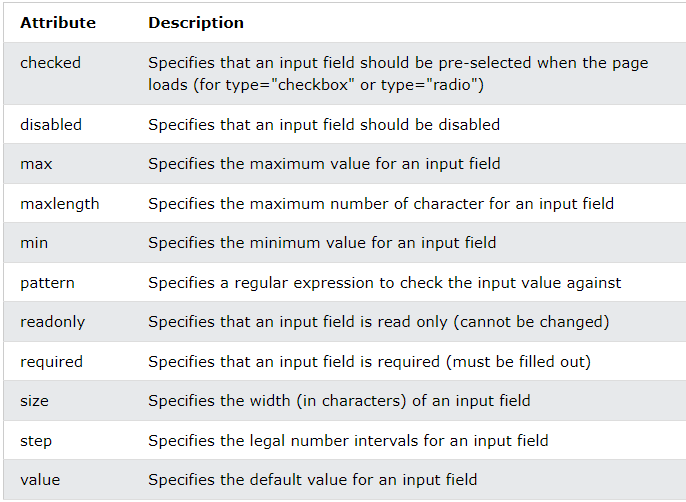 Attribute Description
checked Specifies that an input field should be pre-selected when the page
loads (for type="checkbox" or type="radio")
disabled Specifies that an input field should be disabled
max Specifies the maximum value for an input field
maxlength Specifies the maximum number of character for an input field
min Specifies the minimum value for an input field
pattern Specifies a regular expression to check the input value against
readonly Specifies that an input field is read only (cannot be changed)
required Specifies that an input field is required (must be filled out)
size Specifies the width (in characters) of an input field
step Specifies the legal number intervals for an input field
value Specifies the default value for an input field